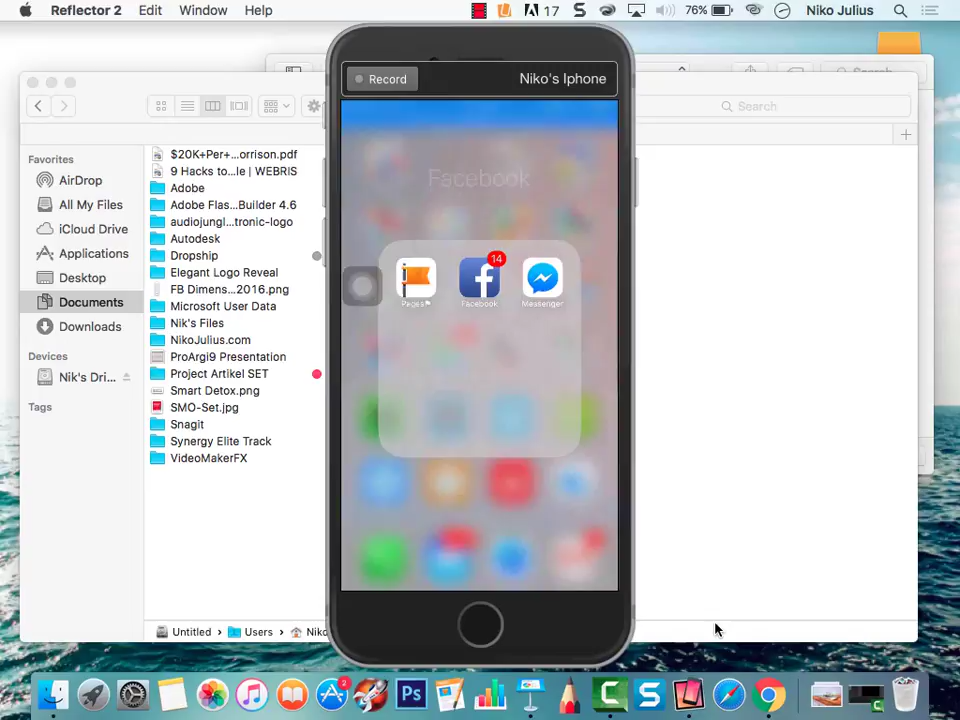 Reflector 2 Edit Window Help
17 76% Niko Julius
Search
Record Niko's Iphone
Search
Facebook
14
Pages
Facebook
Messenger
Favorites
AirDrop
All My Files
iCloud Drive
Applications
Desktop
Documents
Downloads
Devices
Nik's Dri...
Tags
$20K+Per+...orrison.pdf
9 Hacks to...le | WEBRIS
Adobe
Adobe Flas...Builder 4.6
audiojungl...tronic-logo
Autodesk
Dropship
Elegant Logo Reveal
FB Dimens...2016.png
Microsoft User Data
Nik's Files
NikoJulius.com
ProArgi9 Presentation
Project Artikel SET
Smart Detox.png
SMO-Set.jpg
Snagit
Synergy Elite Track
VideoMakerFX
Untitled › Users › Niko
2
Ps